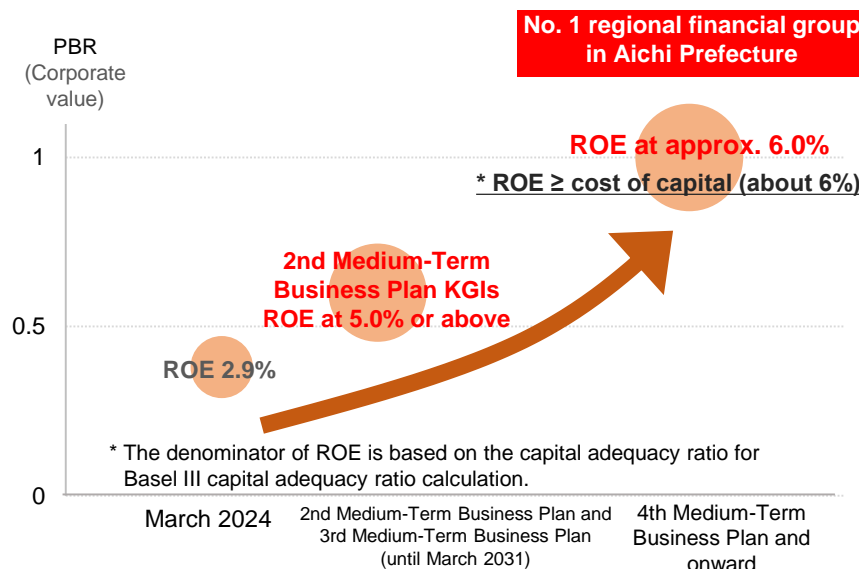 No. 1 regional financial group
in Aichi Prefecture
PBR
(Corporate
value)
1
ROE at approx. 6.0%
* ROE ≥ cost of capital (about 6%)
2nd Medium-Term
Business Plan KGIs
ROE at 5.0% or above
0.5
ROE 2.9%
* The denominator of ROE is based on the capital adequacy ratio for
Basel III capital adequacy ratio calculation.
0
March 2024
2nd Medium-Term Business Plan and
3rd Medium-Term Business Plan
(until March 2031)
4th Medium-Term
Business Plan and
onward